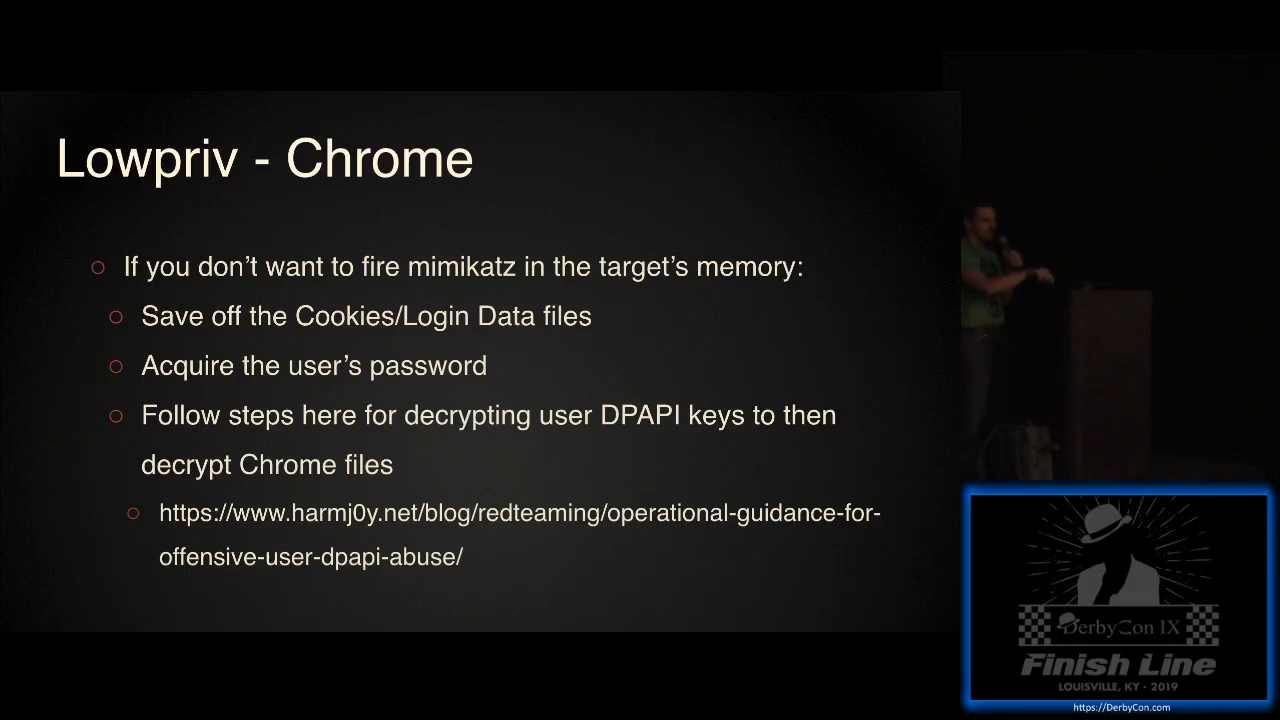 Lowpriv - Chrome
If you don’t want to fire mimikatz in the target’s memory:
Save off the Cookies/Login Data files
Acquire the user’s password
Follow steps here for decrypting user DPAPI keys to then
decrypt Chrome files
https://www.harmj0y.net/blog/redteaming/operational-guidance-for-
offensive-user-dpapi-abuse/
DerbyCon IX
Finish Line
LOUISVILLE, KY - 2019
https://DerbyCon.com